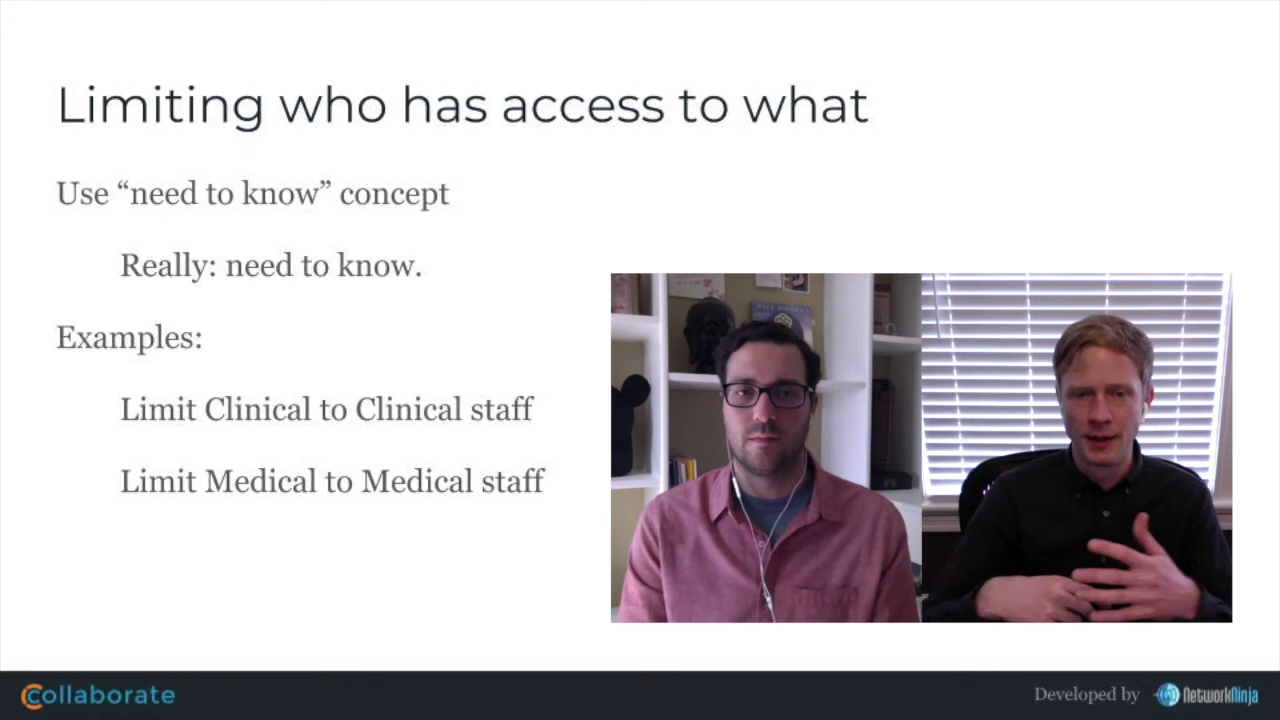 Limiting who has access to what
Use “need to know” concept
Really: need to know.
Examples:
Limit Clinical to Clinical staff
Limit Medical to Medical staff
Collaborate
Developed by NetworkNinja